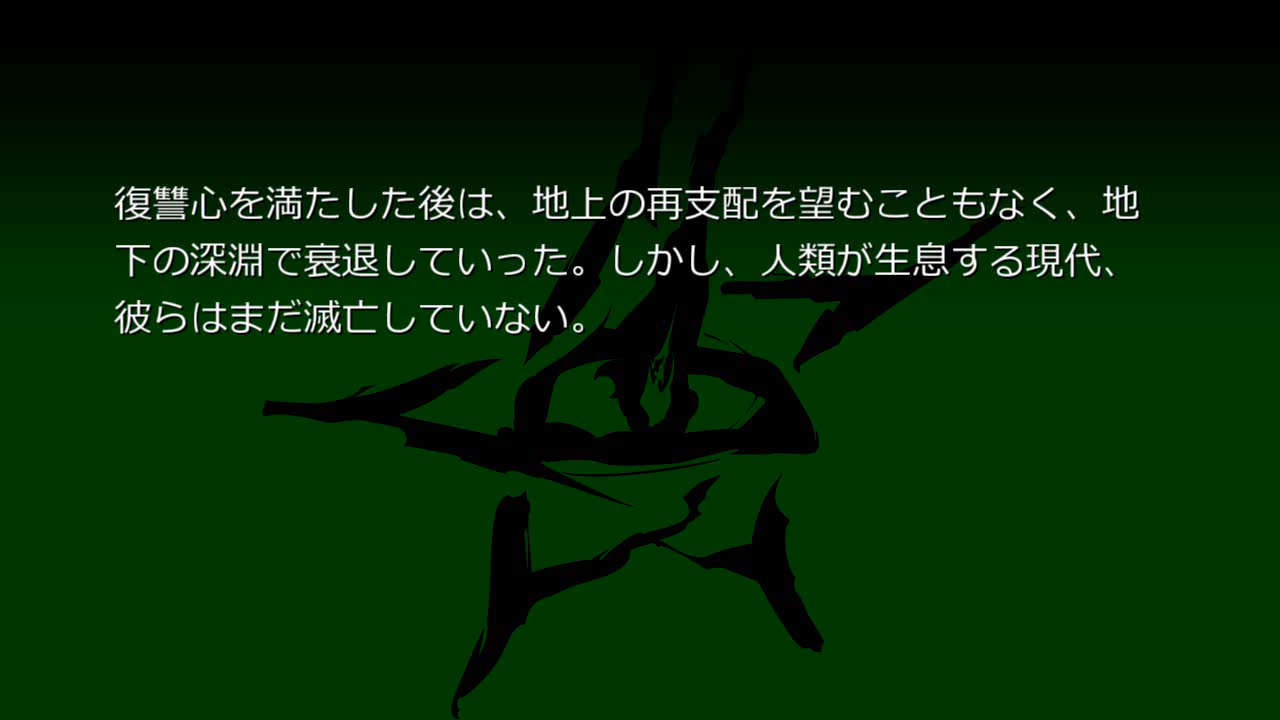 復讐心を満たした後は、地上の再支配を望むこともなく、地
下の深淵で衰退していった。しかし、人類が生息する現代、
彼らはまだ滅亡していない。